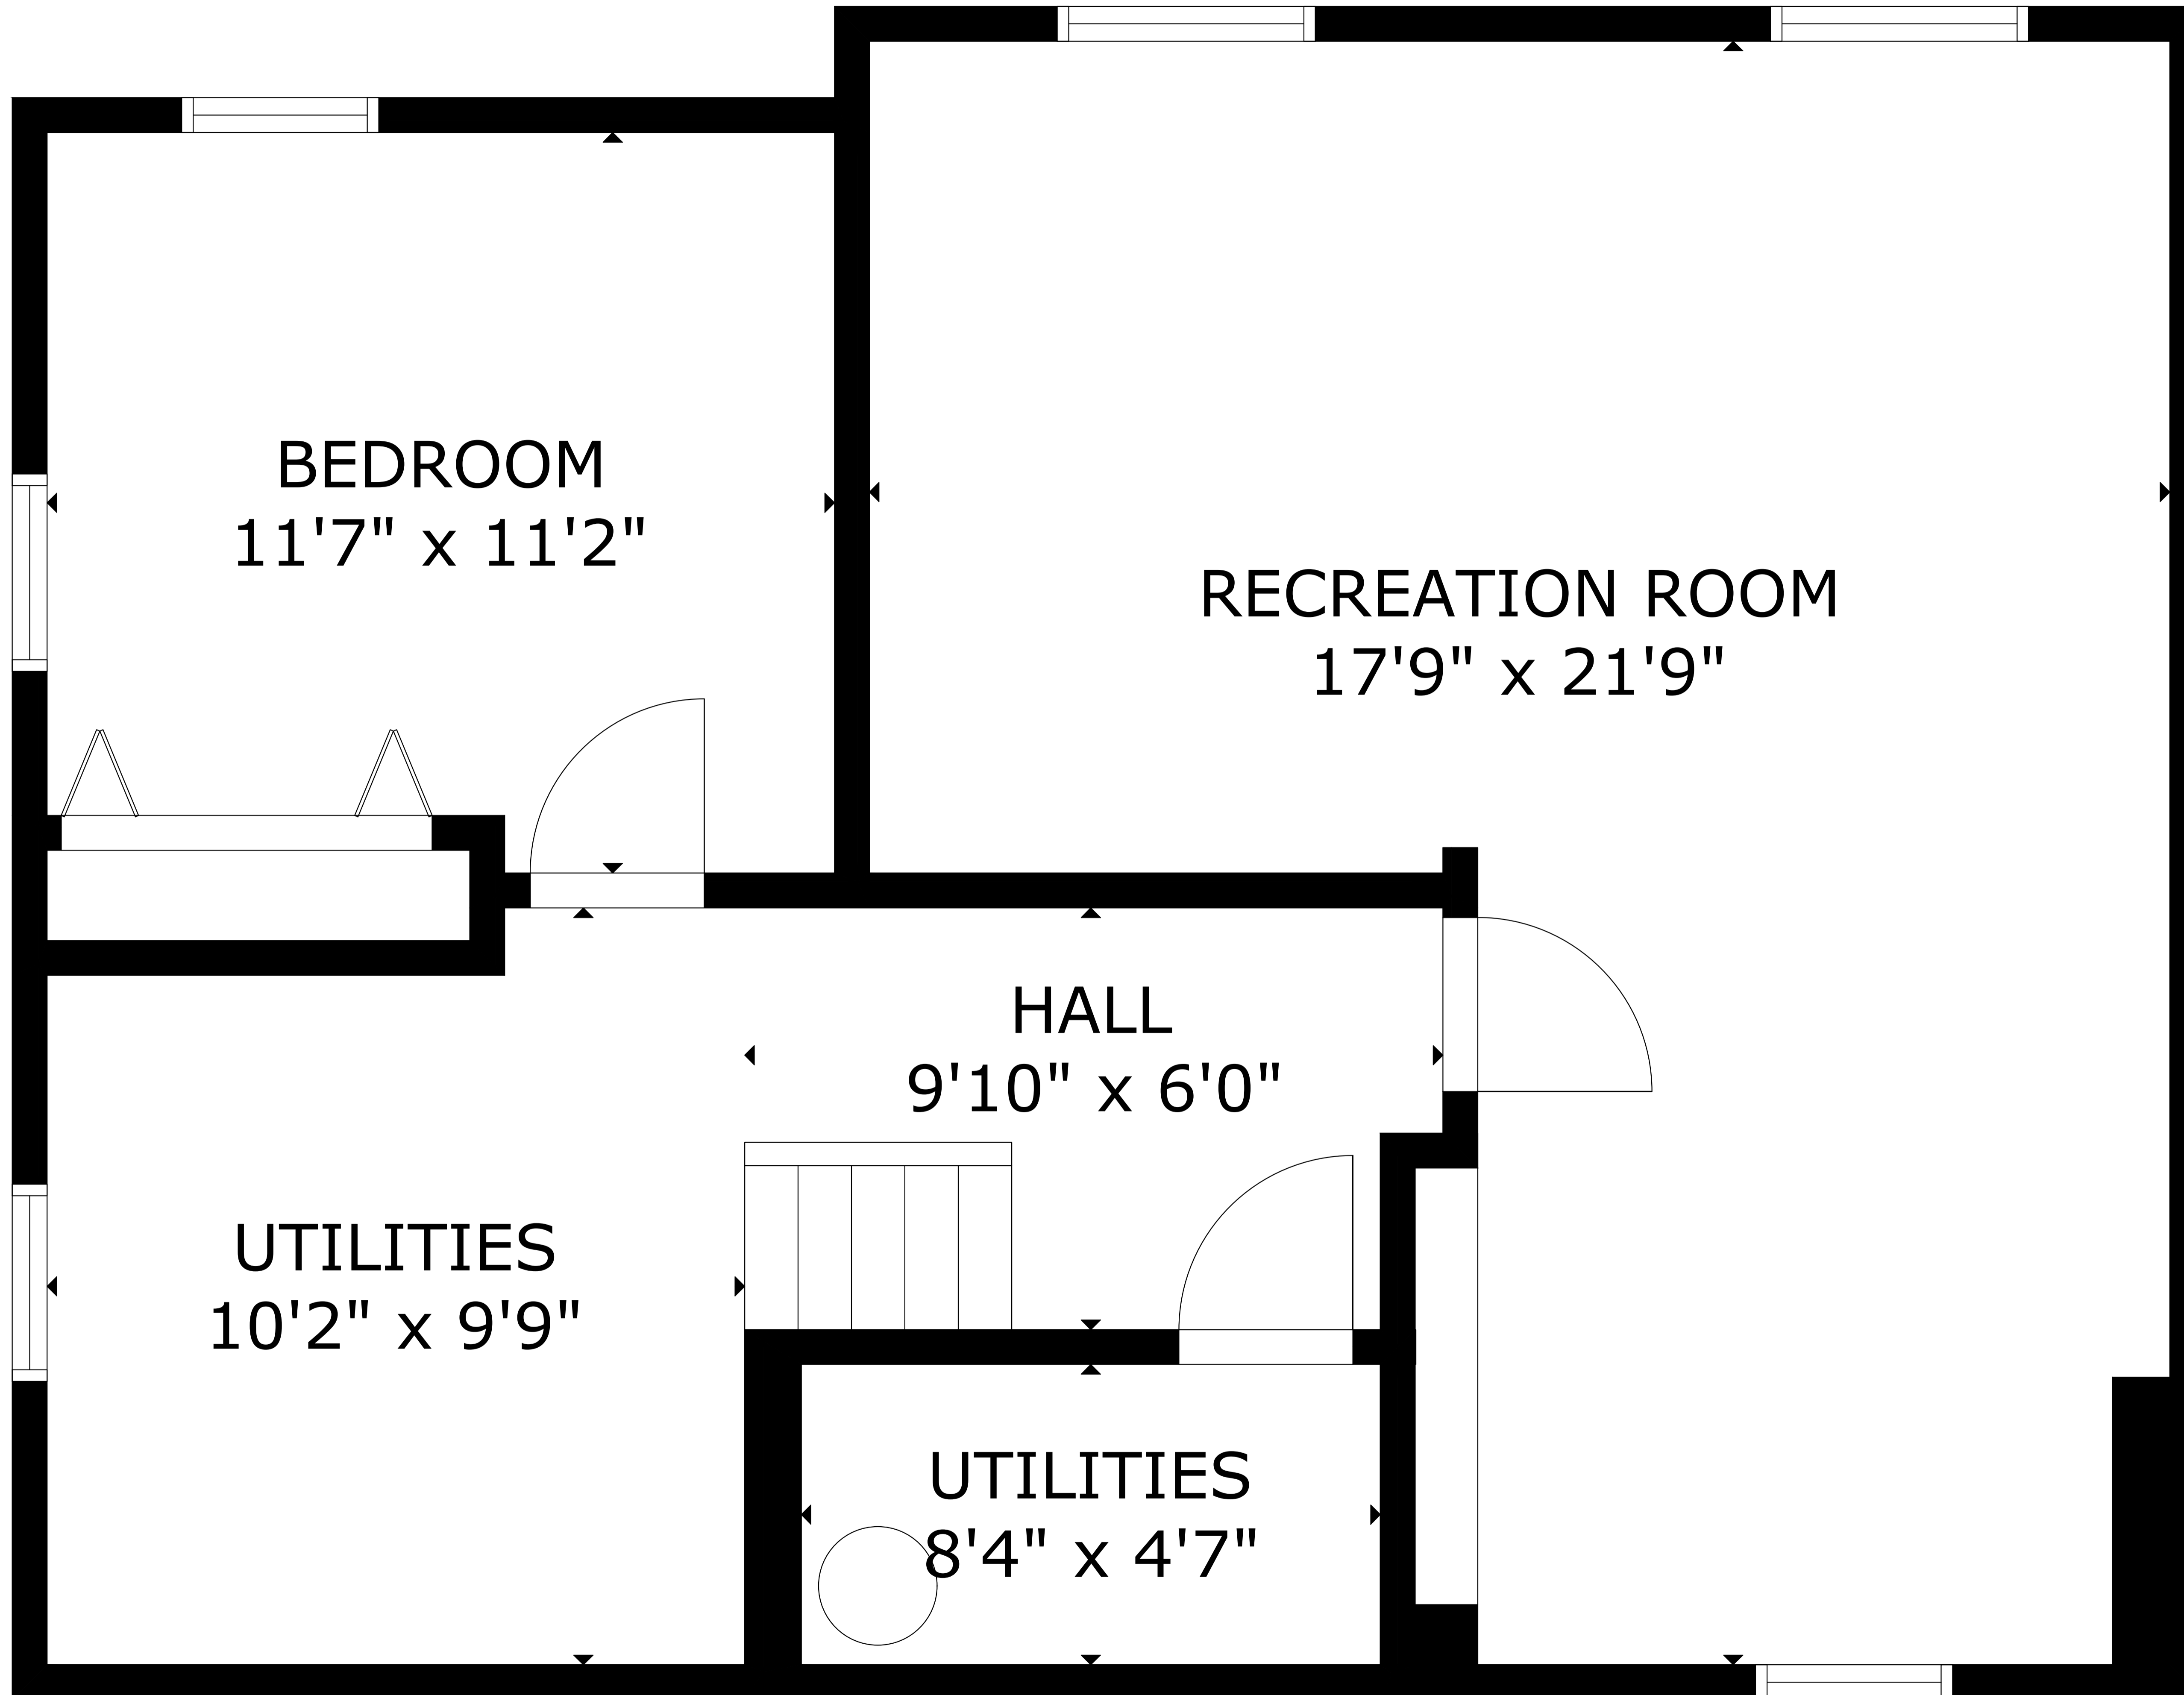 BEDROOM
11'7" x 11'2"
RECREATION ROOM
17'9" x 21'9"
HALL
9'10" x 6'0"
UTILITIES
10'2" x 9'9"
UTILITIES
8'4" x 4'7"